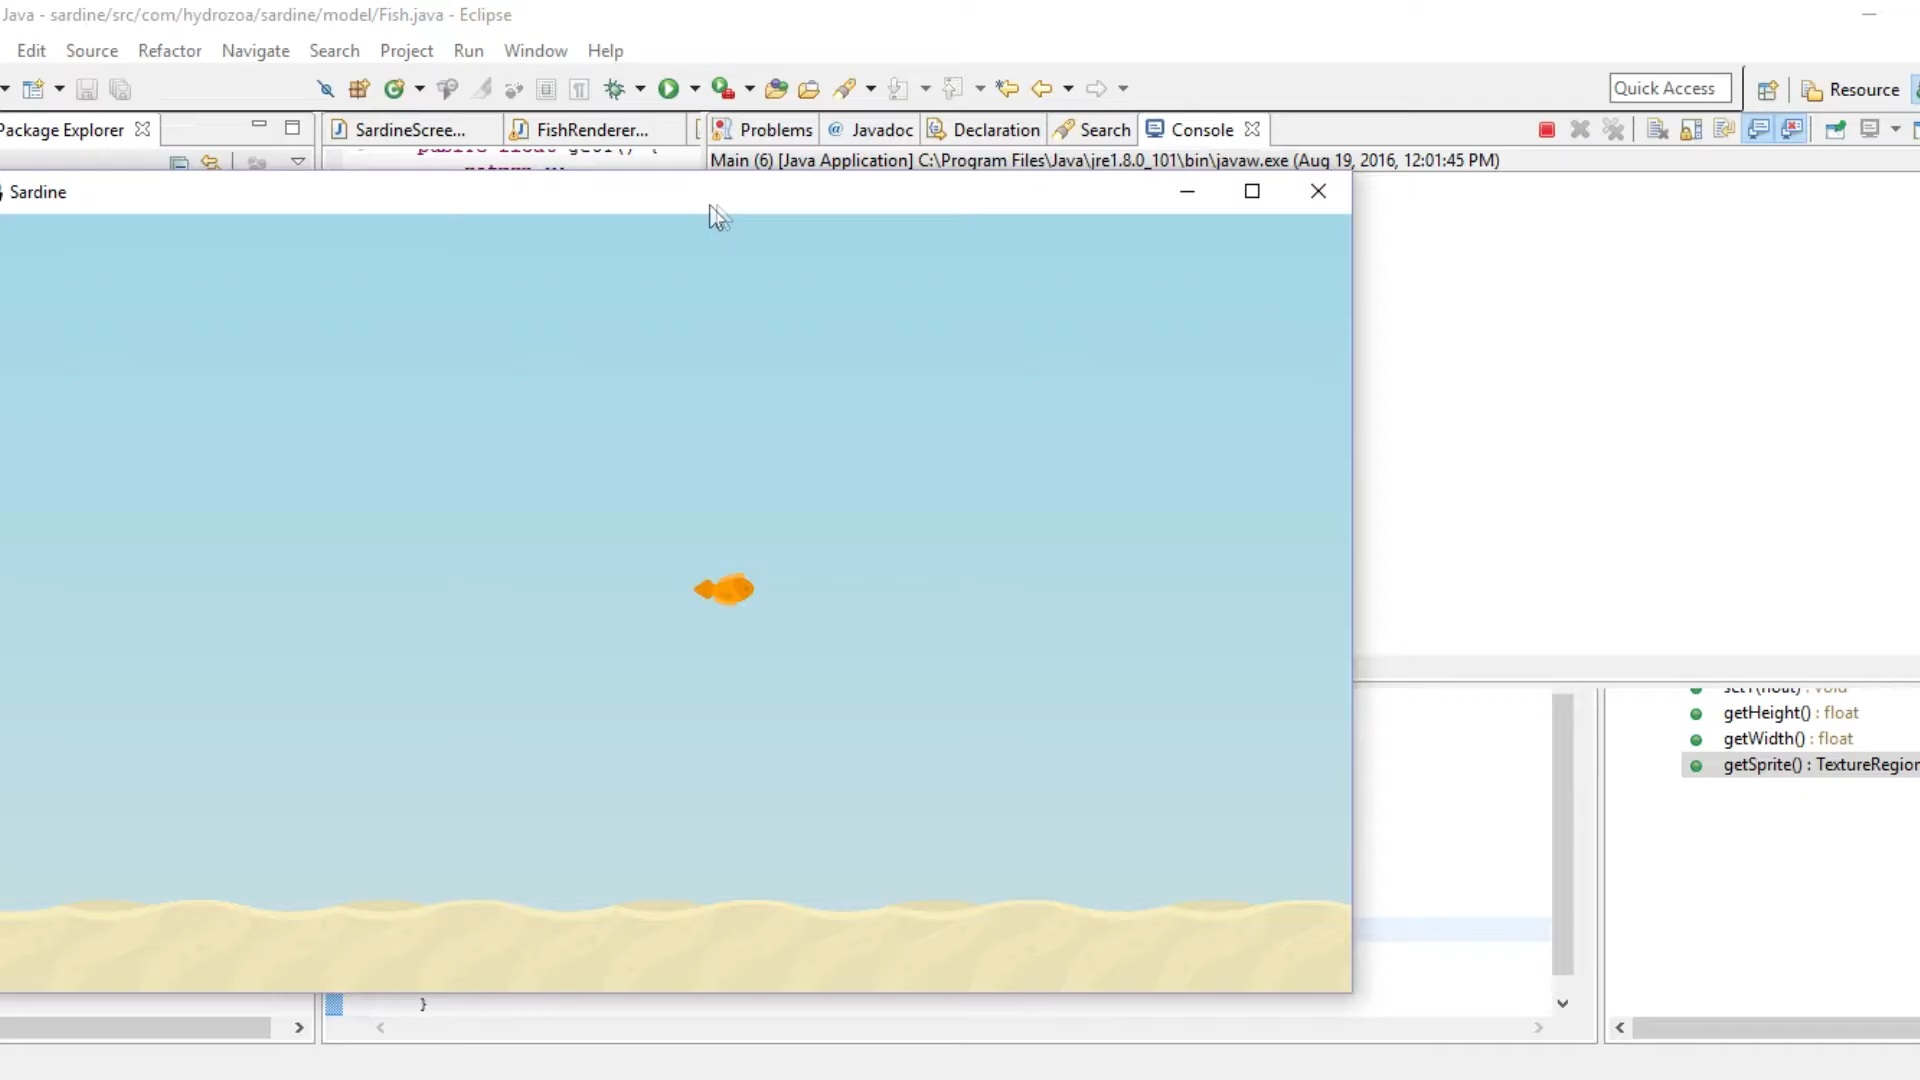 Java - sardine/src/com/hydrozoa/sardine/model/Fish.java - Eclipse
Edit Source Refactor Navigate Search Project Run Window Help
Quick Access Resource
Package Explorer SardineScree... FishRenderer... Problems @ Javadoc Declaration Search Console
Main (6) [Java Application] C:\Program Files\Java\jre1.8.0_101\bin\javaw.exe (Aug 19, 2016, 12:01:45 PM)
Sardine
getHeight() : float
getWidth() : float
getSprite() : TextureRegion
}